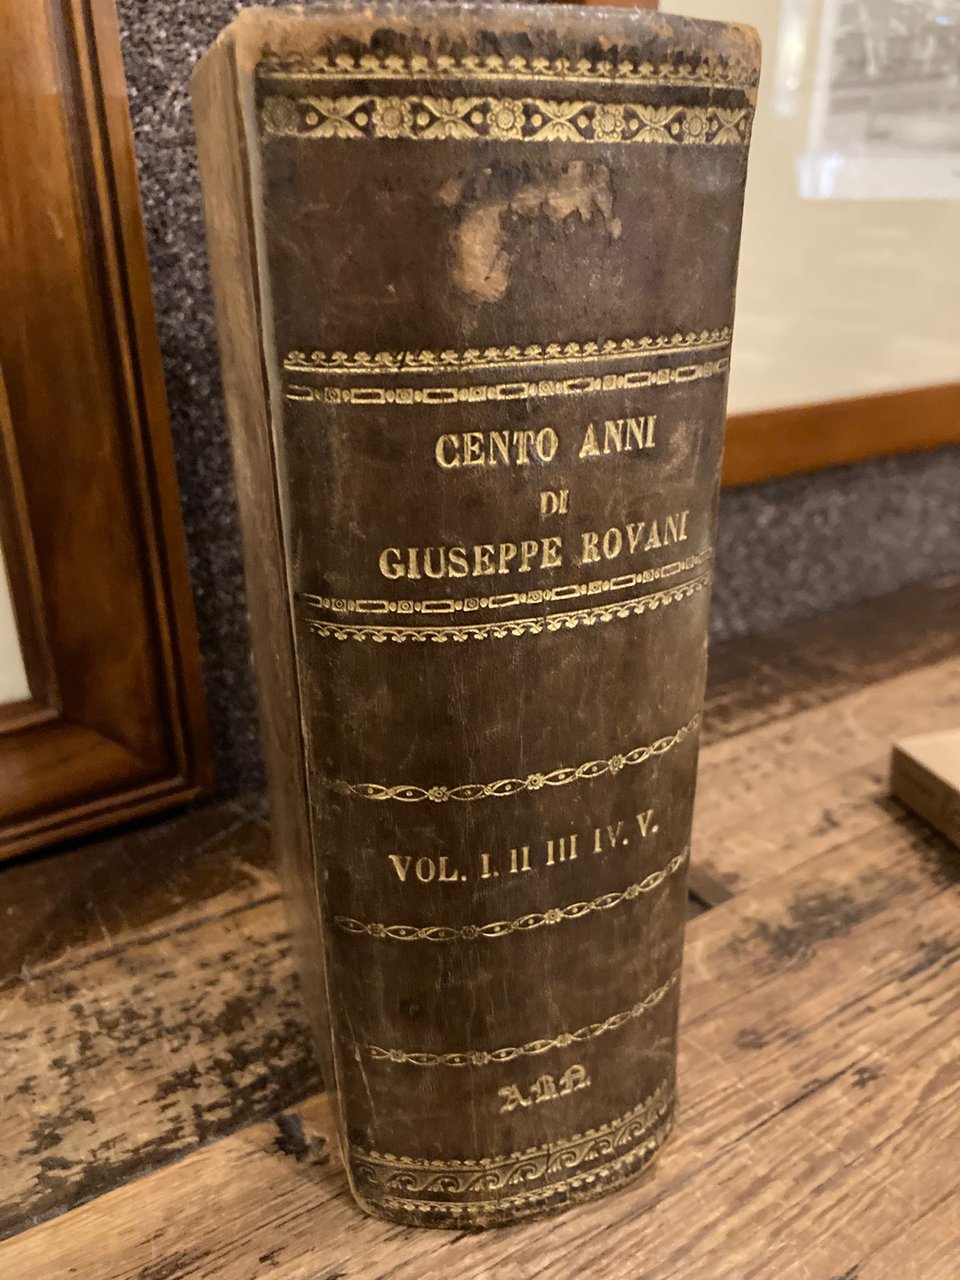 CENTO ANNI
DI
GIUSEPPE ROVANI
VOL. I. II III IV. V.
A.B.N.